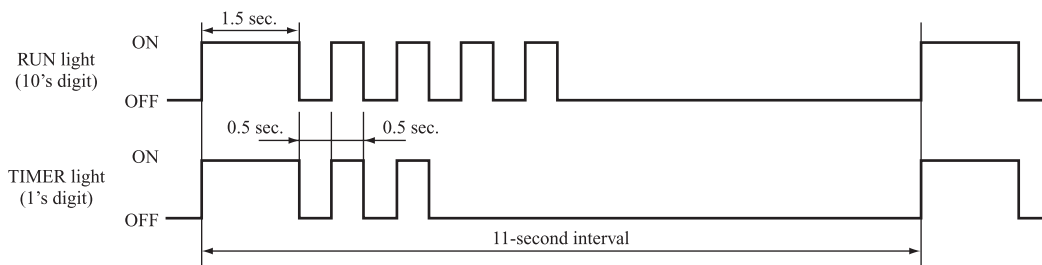 1.5 sec.
ON
RUN light
(10's digit)
OFF
0.5 sec.
0.5 sec.
ON
TIMER light
(1's digit)
OFF
11-second interval